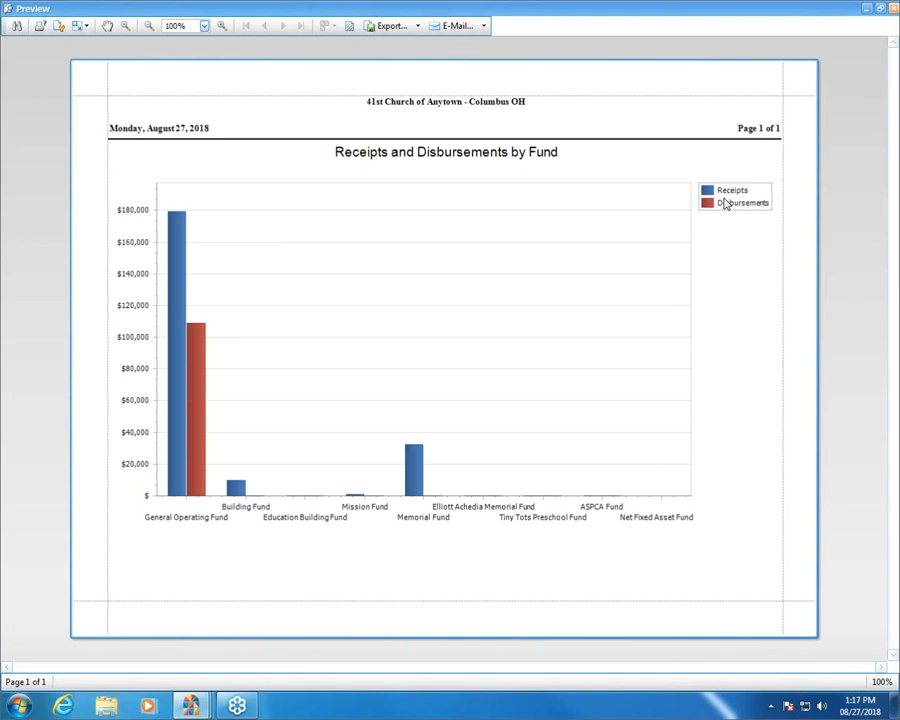 Preview
100%
Export...
E-Mail...
41st Church of Anytown - Columbus OH
Monday, August 27, 2018
Page 1 of 1
Receipts and Disbursements by Fund
Receipts
Disbursements
$180,000
$160,000
$140,000
$120,000
$100,000
$80,000
$60,000
$40,000
$20,000
$
Building Fund
Mission Fund
Elliott Achedia Memorial Fund
ASPCA Fund
General Operating Fund
Education Building Fund
Memorial Fund
Tiny Tots Preschool Fund
Net Fixed Asset Fund
Page 1 of 1
100%
1:17 PM
08/27/2018